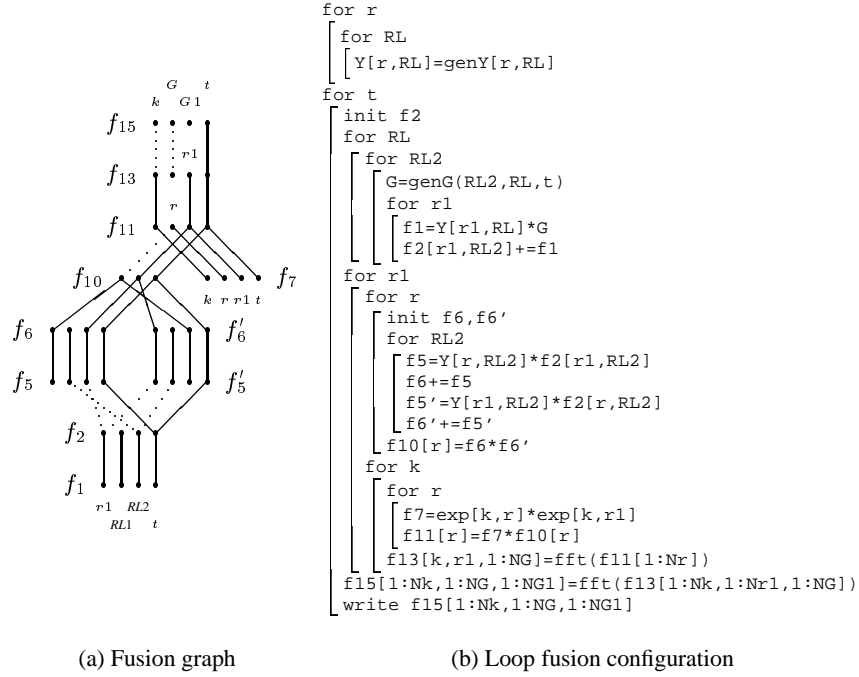 G t
k G1
f15
r1
f13
r
f11
f10 f7
k r r1 t
f6 f6′
f5 f5′
f2
f1
r1 RL2
RL1 t
(a) Fusion graph
for r
for RL
Y[r,RL]=genY[r,RL]
for t
init f2
for RL
for RL2
G=genG(RL2,RL,t)
for r1
f1=Y[r1,RL]*G
f2[r1,RL2]+=f1
for r1
for r
init f6,f6'
for RL2
f5=Y[r,RL2]*f2[r1,RL2]
f6+=f5
f5'=Y[r1,RL2]*f2[r,RL2]
f6'+=f5'
f10[r]=f6*f6'
for k
for r
f7=exp[k,r]*exp[k,r1]
f11[r]=f7*f10[r]
f13[k,r1,1:NG]=fft(f11[1:Nr])
f15[1:Nk,1:NG,1:NG1]=fft(f13[1:Nk,1:Nr1,1:NG])
write f15[1:Nk,1:NG,1:NG1]
(b) Loop fusion configuration